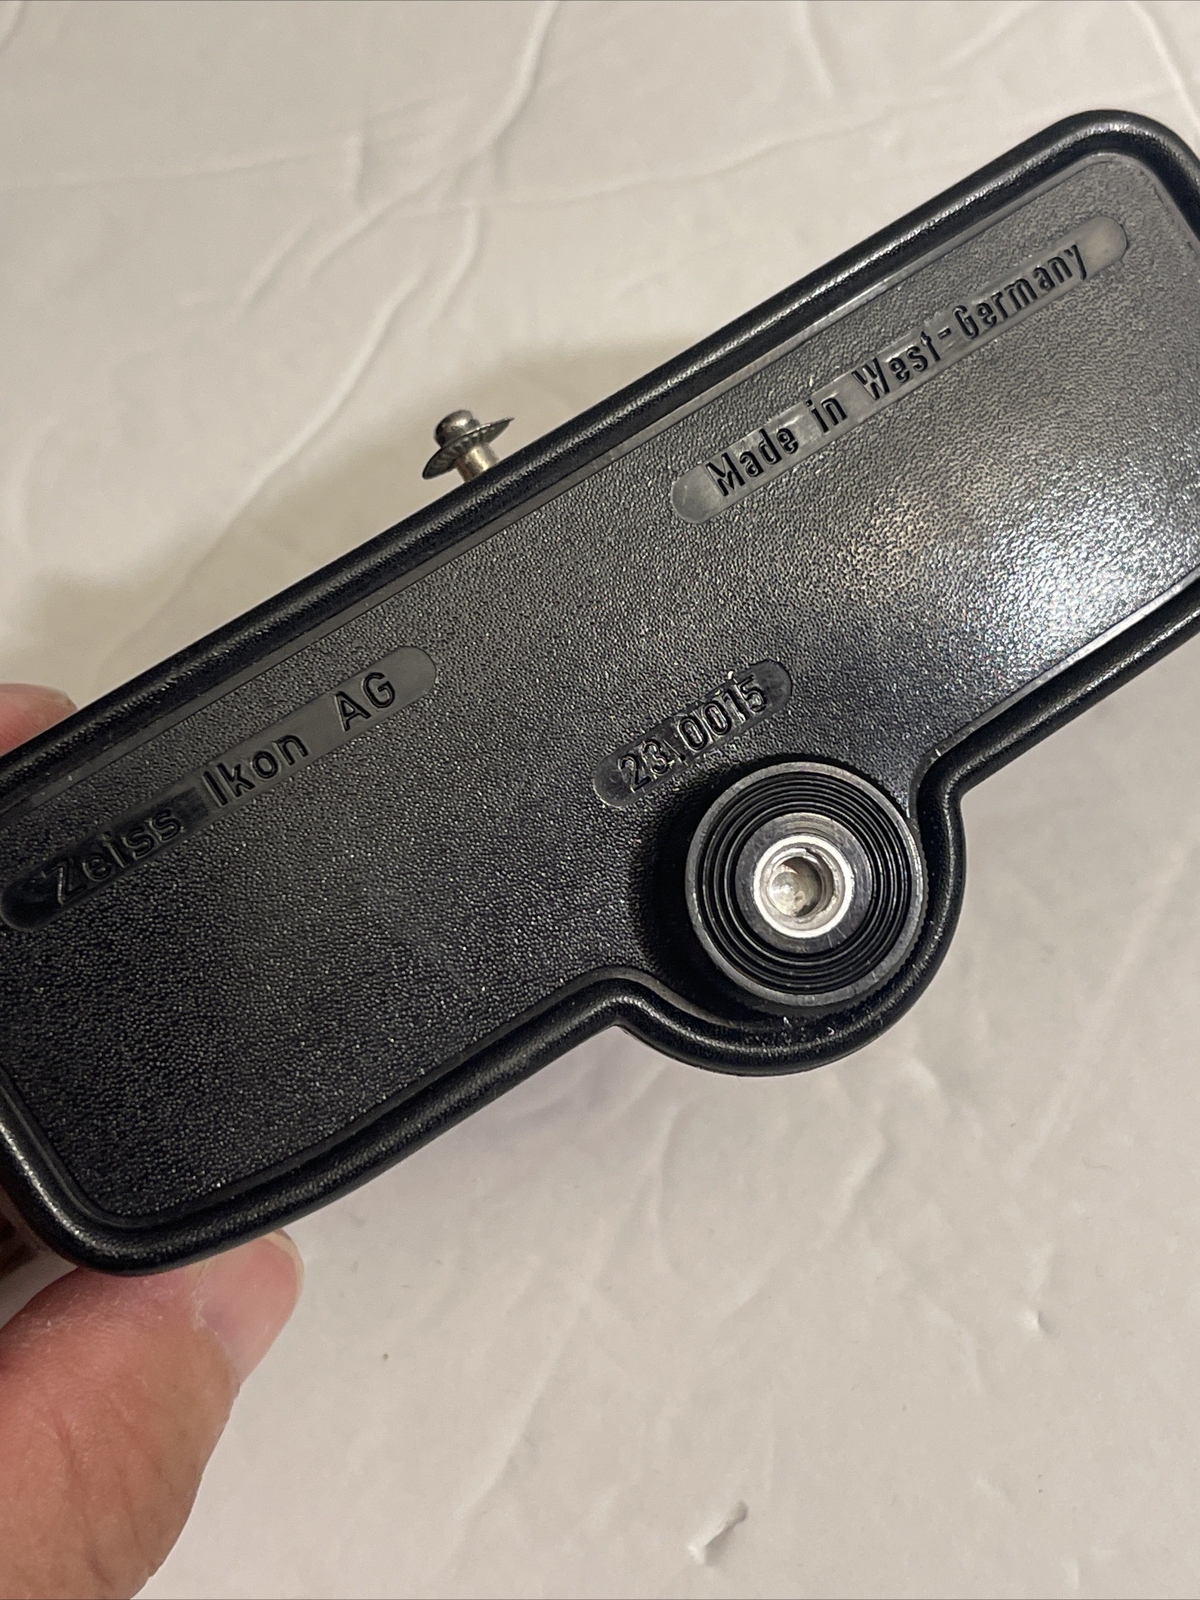 Made in West-Germany
Zeiss Ikon AG
23.0015